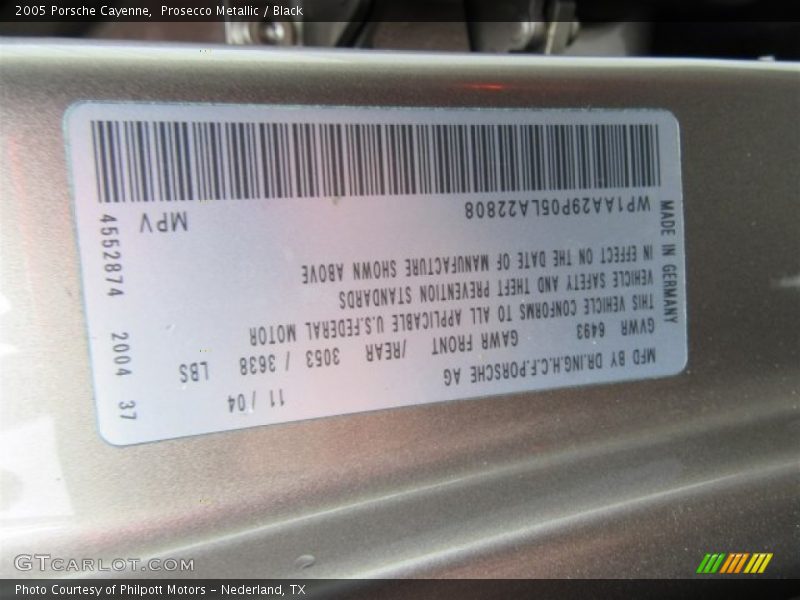 2005 Porsche Cayenne,  Prosecco Metallic / Black
MFD BY DR.ING.H.C.F.PORSCHE AG 11 / 04
GVWR 6493 GAWR FRONT /REAR 3053 / 3638 LBS
THIS VEHICLE CONFORMS TO ALL APPLICABLE U.S.FEDERAL MOTOR
VEHICLE SAFETY AND THEFT PREVENTION STANDARDS
IN EFFECT ON THE DATE OF MANUFACTURE SHOWN ABOVE
WP1AA29P05LA22808 MPV
MADE IN GERMANY
4552874 2004 37
GTCARLOT.COM
Photo Courtesy of Philpott Motors - Nederland, TX